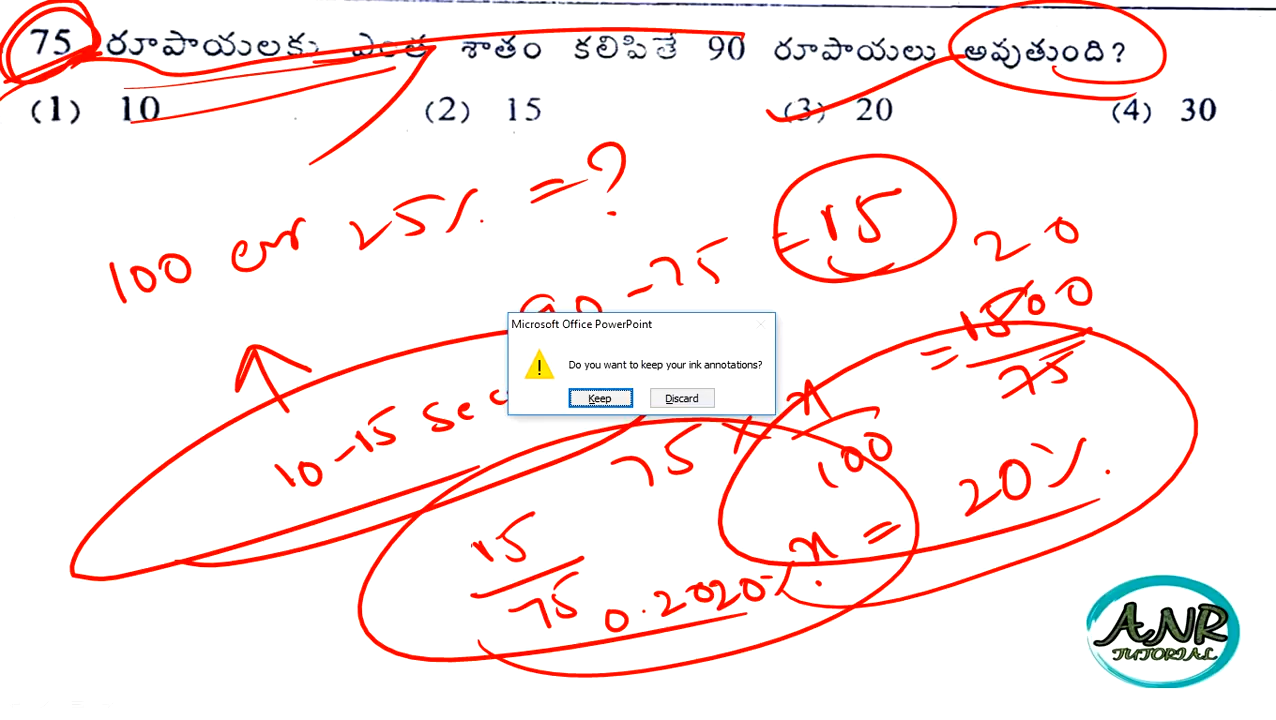 75 రూపాయలకు ఎంత శాతం కలిపితే 90 రూపాయలు అవుతుంది?
(1) 10 (2) 15 (3) 20 (4) 30
100 లో 25% = ?
90 - 75 = 15
Microsoft Office PowerPoint
Do you want to keep your ink annotations?
Keep Discard
10-15 sec
75 × x/100
= 1500/75
20
x = 20%.
15/75
0.20 20%
ANR
TUTORIAL